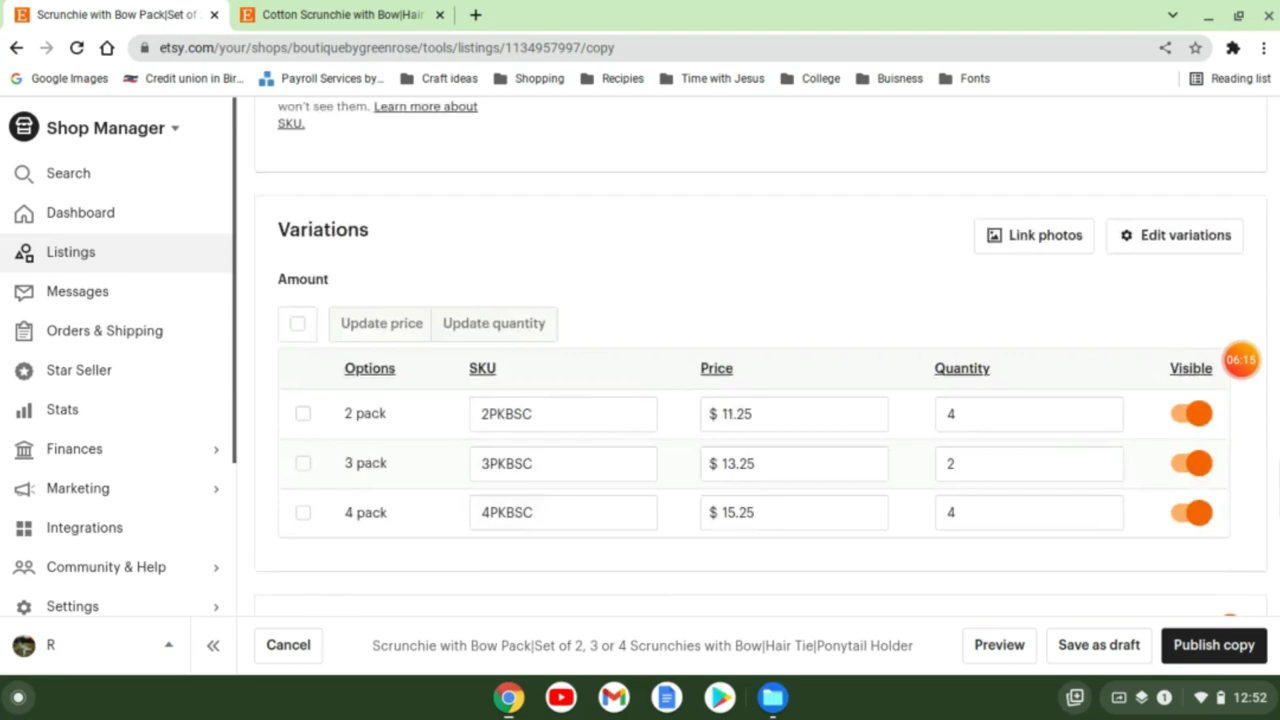 Scrunchie with Bow Pack|Set of
Cotton Scrunchie with Bow|Hair
etsy.com/your/shops/boutiquebygreenrose/tools/listings/1134957997/copy
Google Images
Credit union in Bir...
Payroll Services by...
Craft ideas
Shopping
Recipies
Time with Jesus
College
Buisness
Fonts
Reading list
Shop Manager
Search
Dashboard
Listings
Messages
Orders & Shipping
Star Seller
Stats
Finances
Marketing
Integrations
Community & Help
Settings
R
won't see them. Learn more about
SKU.
Variations
Link photos
Edit variations
Amount
Update price
Update quantity
Options SKU Price Quantity Visible
06:15
2 pack 2PKBSC $ 11.25 4
3 pack 3PKBSC $ 13.25 2
4 pack 4PKBSC $ 15.25 4
Cancel
Scrunchie with Bow Pack|Set of 2, 3 or 4 Scrunchies with Bow|Hair Tie|Ponytail Holder
Preview
Save as draft
Publish copy
1
12:52